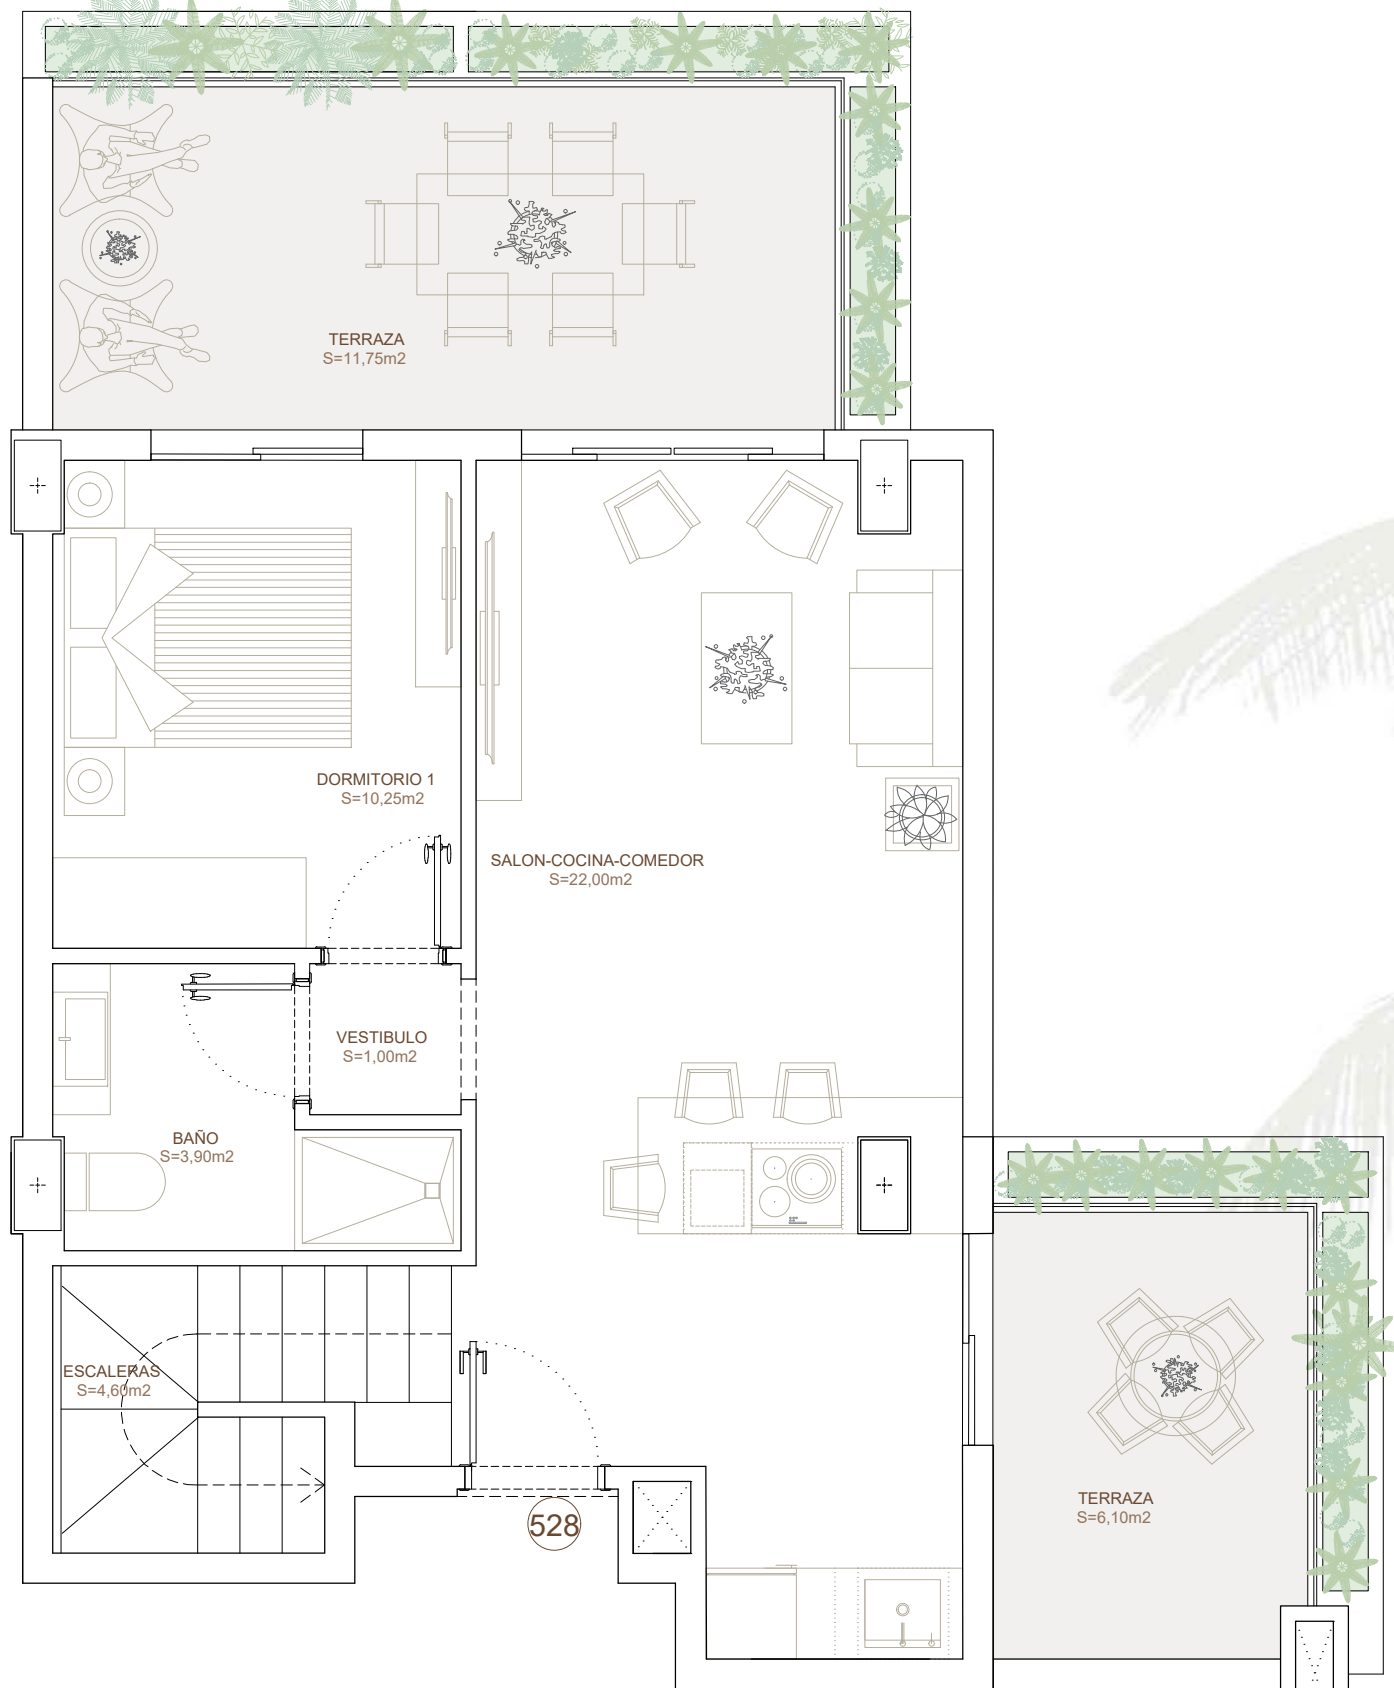 TERRAZA
S=11,75m2
DORMITORIO 1
S=10,25m2
SALON-COCINA-COMEDOR
S=22,00m2
VESTIBULO
S=1,00m2
BAÑO
S=3,90m2
ESCALERAS
S=4,60m2
528
TERRAZA
S=6,10m2